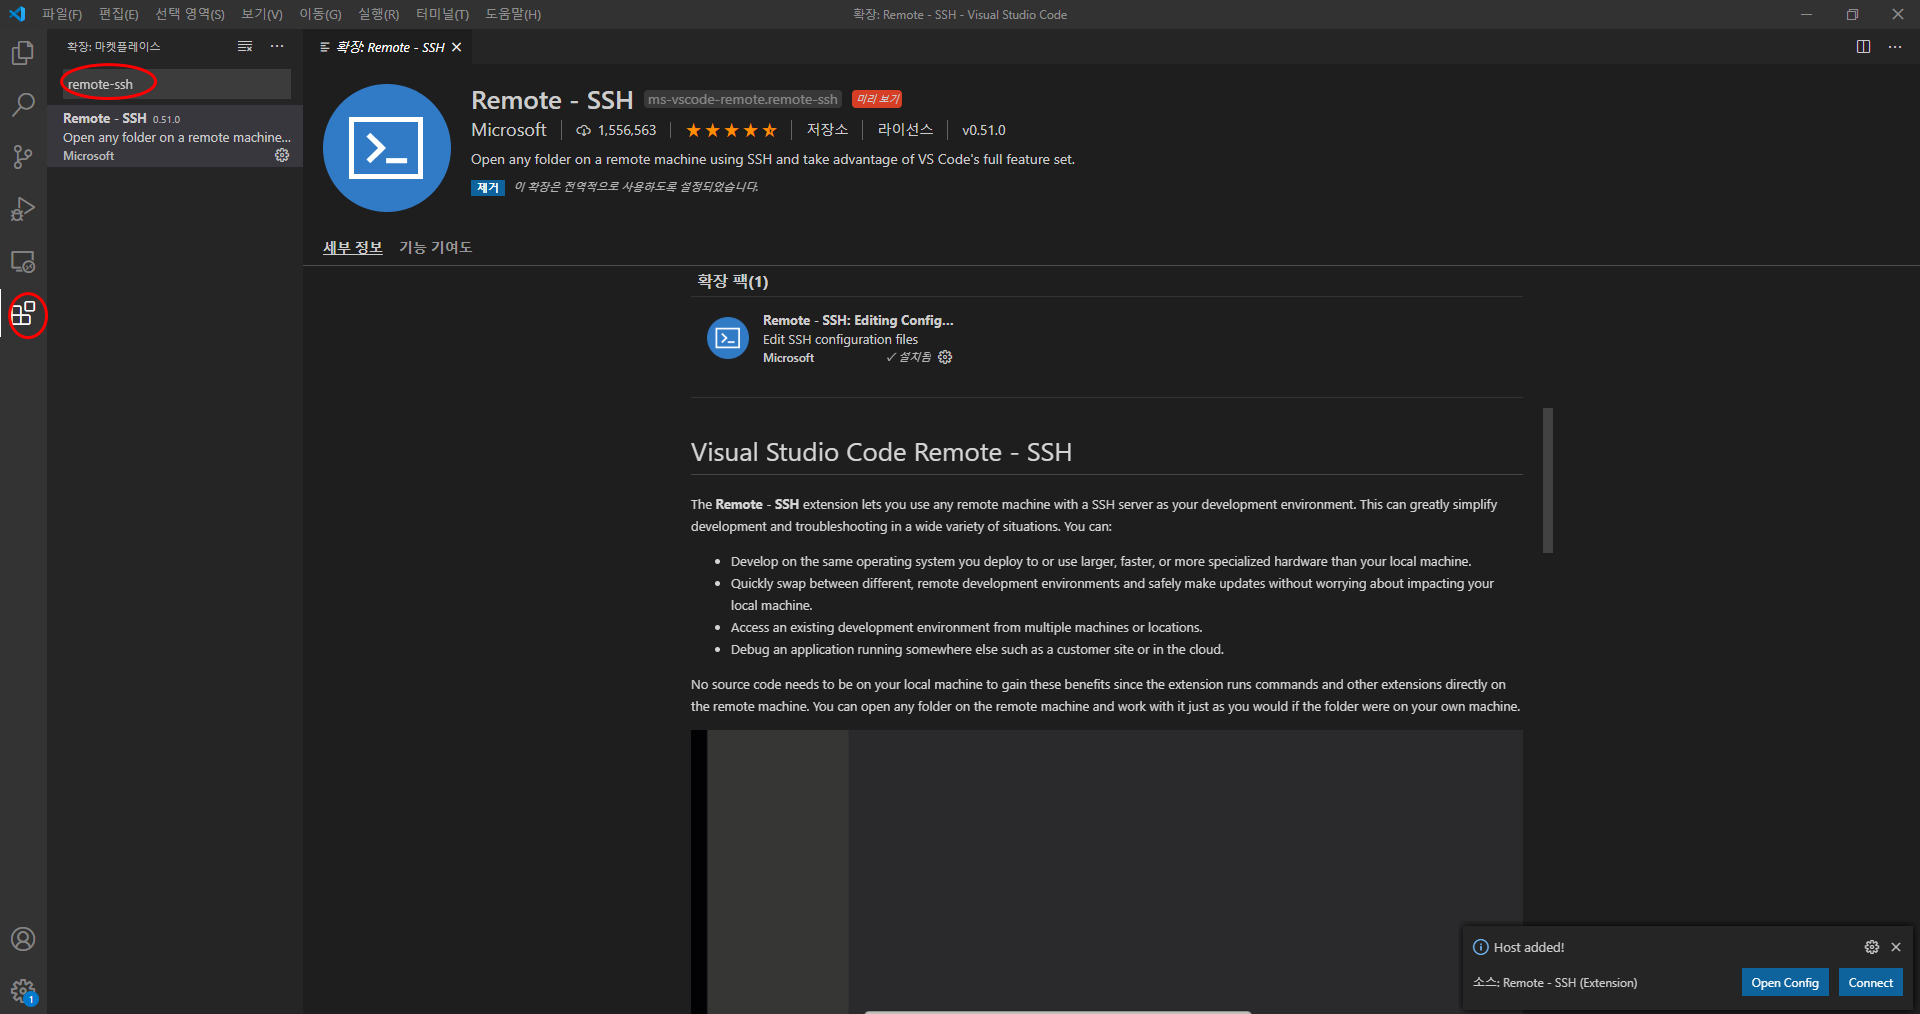 파일(F) 편집(E) 선택 영역(S) 보기(V) 이동(G) 실행(R) 터미널(T) 도움말(H)
확장: Remote - SSH - Visual Studio Code
확장: 마켓플레이스
remote-ssh
Remote - SSH 0.51.0
Open any folder on a remote machine...
Microsoft
확장: Remote - SSH
Remote - SSH ms-vscode-remote.remote-ssh 미리 보기
Microsoft 1,556,563 저장소 라이선스 v0.51.0
Open any folder on a remote machine using SSH and take advantage of VS Code's full feature set.
제거 이 확장은 전역적으로 사용하도록 설정되었습니다.
세부 정보 기능 기여도
확장 팩(1)
Remote - SSH: Editing Config...
Edit SSH configuration files
Microsoft ✓설치됨
Visual Studio Code Remote - SSH
The Remote - SSH extension lets you use any remote machine with a SSH server as your development environment. This can greatly simplify
development and troubleshooting in a wide variety of situations. You can:
• Develop on the same operating system you deploy to or use larger, faster, or more specialized hardware than your local machine.
• Quickly swap between different, remote development environments and safely make updates without worrying about impacting your
local machine.
• Access an existing development environment from multiple machines or locations.
• Debug an application running somewhere else such as a customer site or in the cloud.
No source code needs to be on your local machine to gain these benefits since the extension runs commands and other extensions directly on
the remote machine. You can open any folder on the remote machine and work with it just as you would if the folder were on your own machine.
1
Host added!
소스: Remote - SSH (Extension)
Open Config Connect